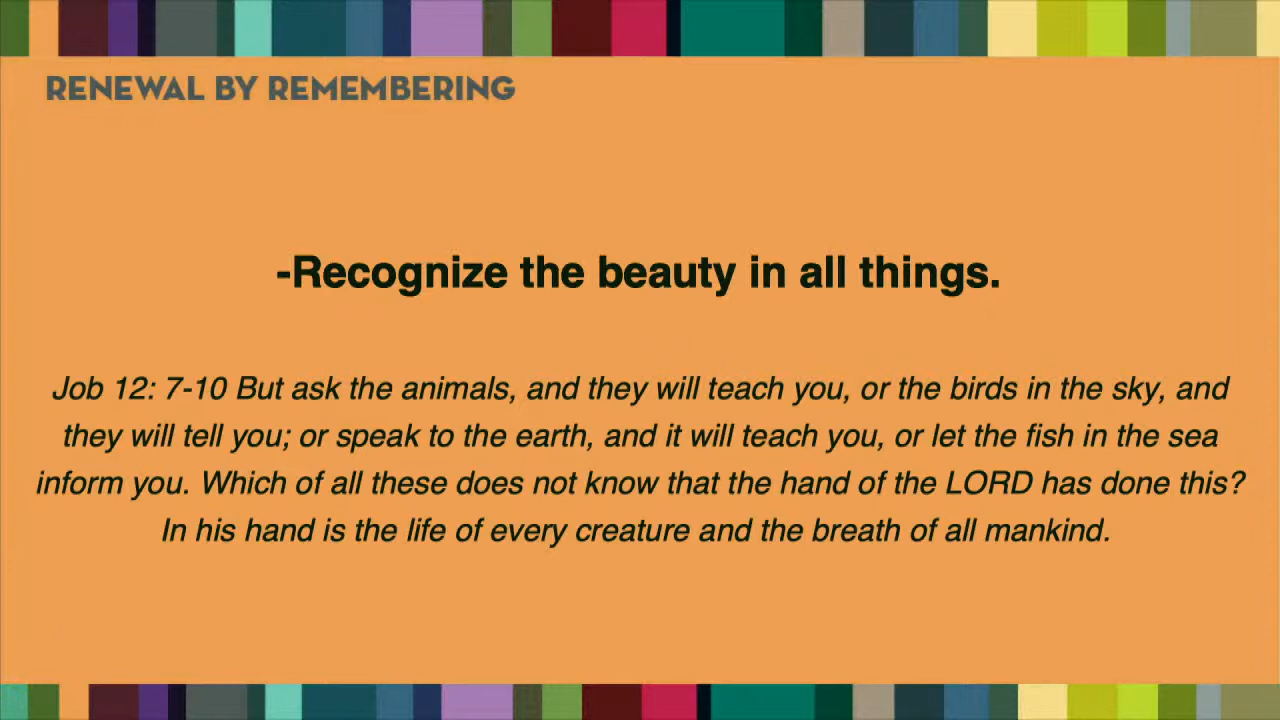 RENEWAL BY REMEMBERING
-Recognize the beauty in all things.
Job 12: 7-10 But ask the animals, and they will teach you, or the birds in the sky, and
they will tell you; or speak to the earth, and it will teach you, or let the fish in the sea
inform you. Which of all these does not know that the hand of the LORD has done this?
In his hand is the life of every creature and the breath of all mankind.